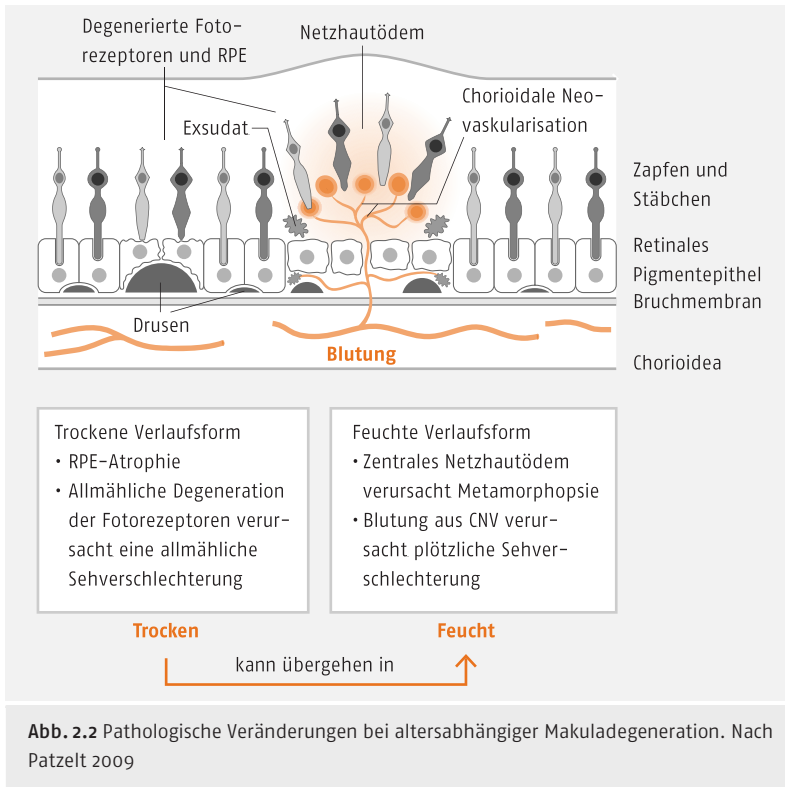 Degenerierte Foto-
rezeptoren und RPE
Netzhautödem
Exsudat
Chorioidale Neo-
vaskularisation
Zapfen und
Stäbchen
Retinales
Pigmentepithel
Bruchmembran
Drusen
Blutung
Chorioidea
Trockene Verlaufsform
• RPE-Atrophie
• Allmähliche Degeneration
der Fotorezeptoren verur-
sacht eine allmähliche
Sehverschlechterung
Feuchte Verlaufsform
• Zentrales Netzhautödem
verursacht Metamorphopsie
• Blutung aus CNV verur-
sacht plötzliche Sehver-
schlechterung
Trocken
Feucht
kann übergehen in
Abb. 2.2 Pathologische Veränderungen bei altersabhängiger Makuladegeneration. Nach
Patzelt 2009